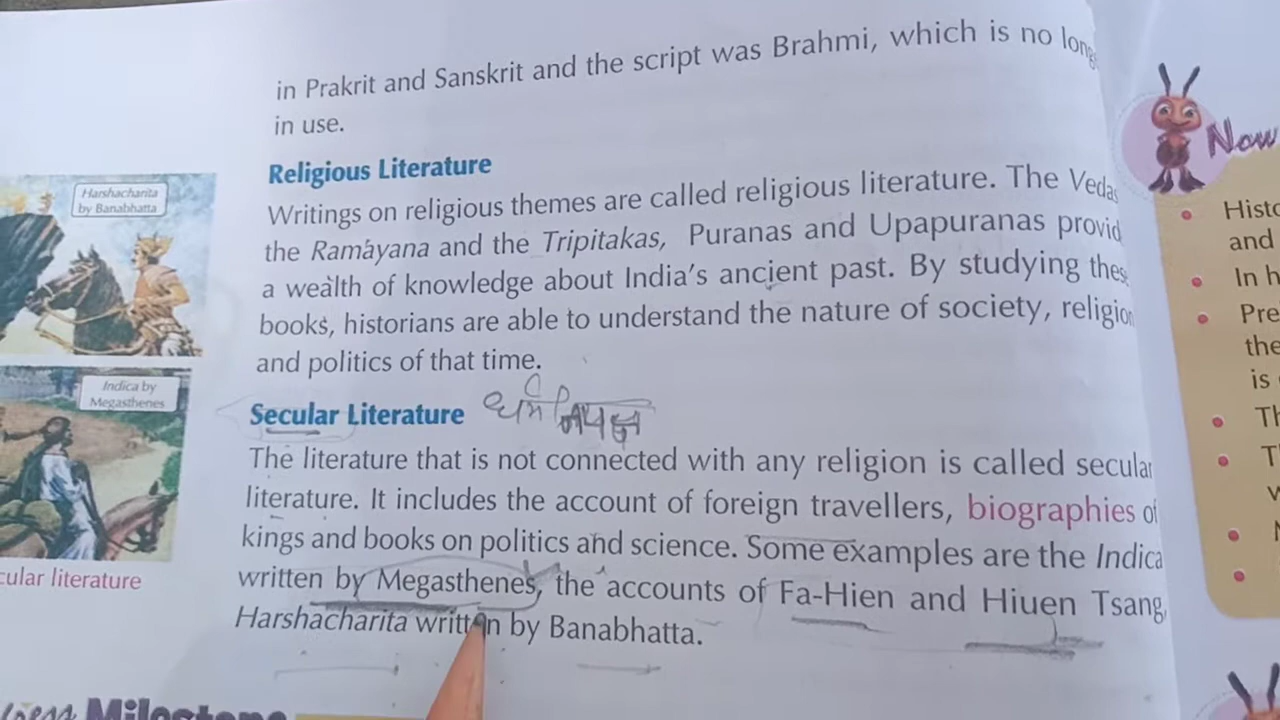 in Prakrit and Sanskrit and the script was Brahmi, which is no
in use.
Harshacharita
by Banabhatta
Religious Literature
Writings on religious themes are called religious literature. The Vedas
the Ramáyana and the Tripitakas, Puranas and Upapuranas provid
a wealth of knowledge about India's ancient past. By studying these
books, historians are able to understand the nature of society, religion
and politics of that time.
Indica by
Megasthenes
Secular Literature
The literature that is not connected with any religion is called secular
literature. It includes the account of foreign travellers, biographies of
kings and books on politics and science. Some examples are the Indica
written by Megasthenes, the accounts of Fa-Hien and Hiuen Tsang,
Harshacharita written by Banabhatta.
cular literature
Milestone
Now
Histo
and
In h
Pre
the
is
Th
T
w